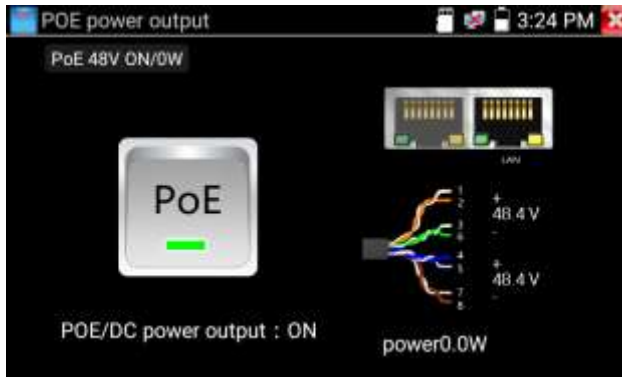 POE power output
3:24 PM
PoE 48V ON/0W
PoE
LAN
1
2
3
6
4
5
7
8
+
48.4 V
-
+
48.4 V
-
POE/DC power output : ON
power0.0W